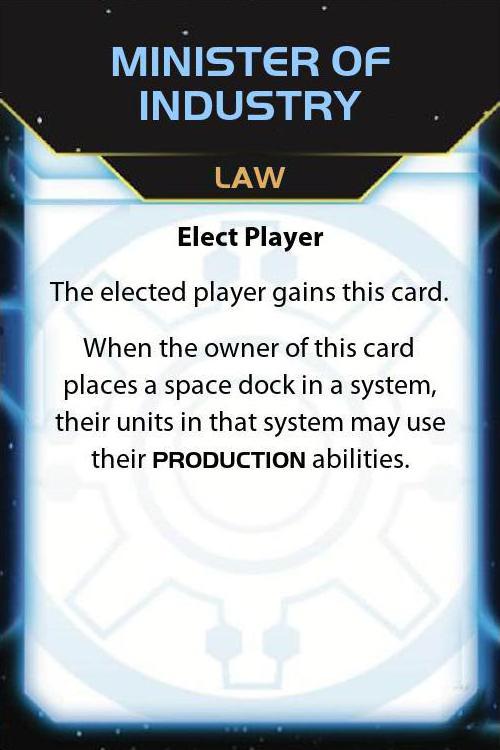 MINISTER OF
INDUSTRY
LAW
Elect Player
The elected player gains this card.
When the owner of this card
places a space dock in a system,
their units in that system may use
their PRODUCTION abilities.